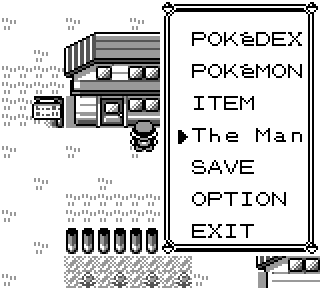 POKéDEX
POKéMON
ITEM
The Man
SAVE
OPTION
EXIT